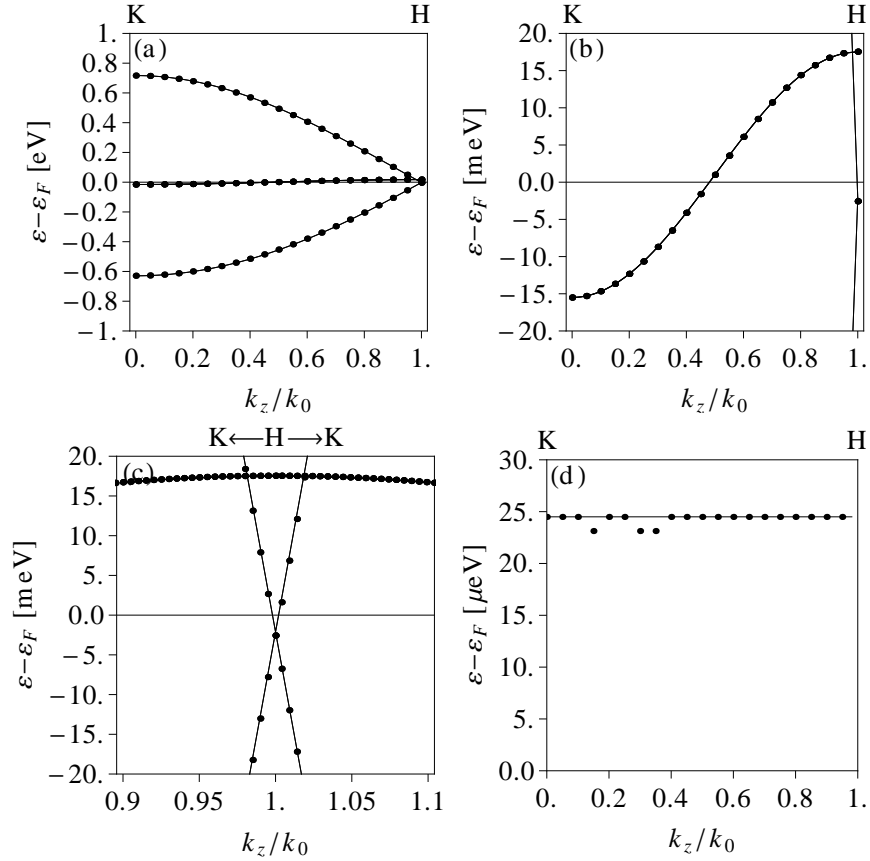 K H
(a)
1.
0.8
0.6
0.4
0.2
0.0
−0.2
−0.4
−0.6
−0.8
−1.
ε−ε_F [eV]
0. 0.2 0.4 0.6 0.8 1.
k_z/k_0
K H
(b)
20.
15.
10.
5.
0.0
−5.
−10.
−15.
−20.
ε−ε_F [meV]
0. 0.2 0.4 0.6 0.8 1.
k_z/k_0
K←H→K
(c)
20.
15.
10.
5.
0.0
−5.
−10.
−15.
−20.
ε−ε_F [meV]
0.9 0.95 1. 1.05 1.1
k_z/k_0
K H
(d)
30.
25.
20.
15.
10.
5.
0.0
ε−ε_F [μeV]
0. 0.2 0.4 0.6 0.8 1.
k_z/k_0